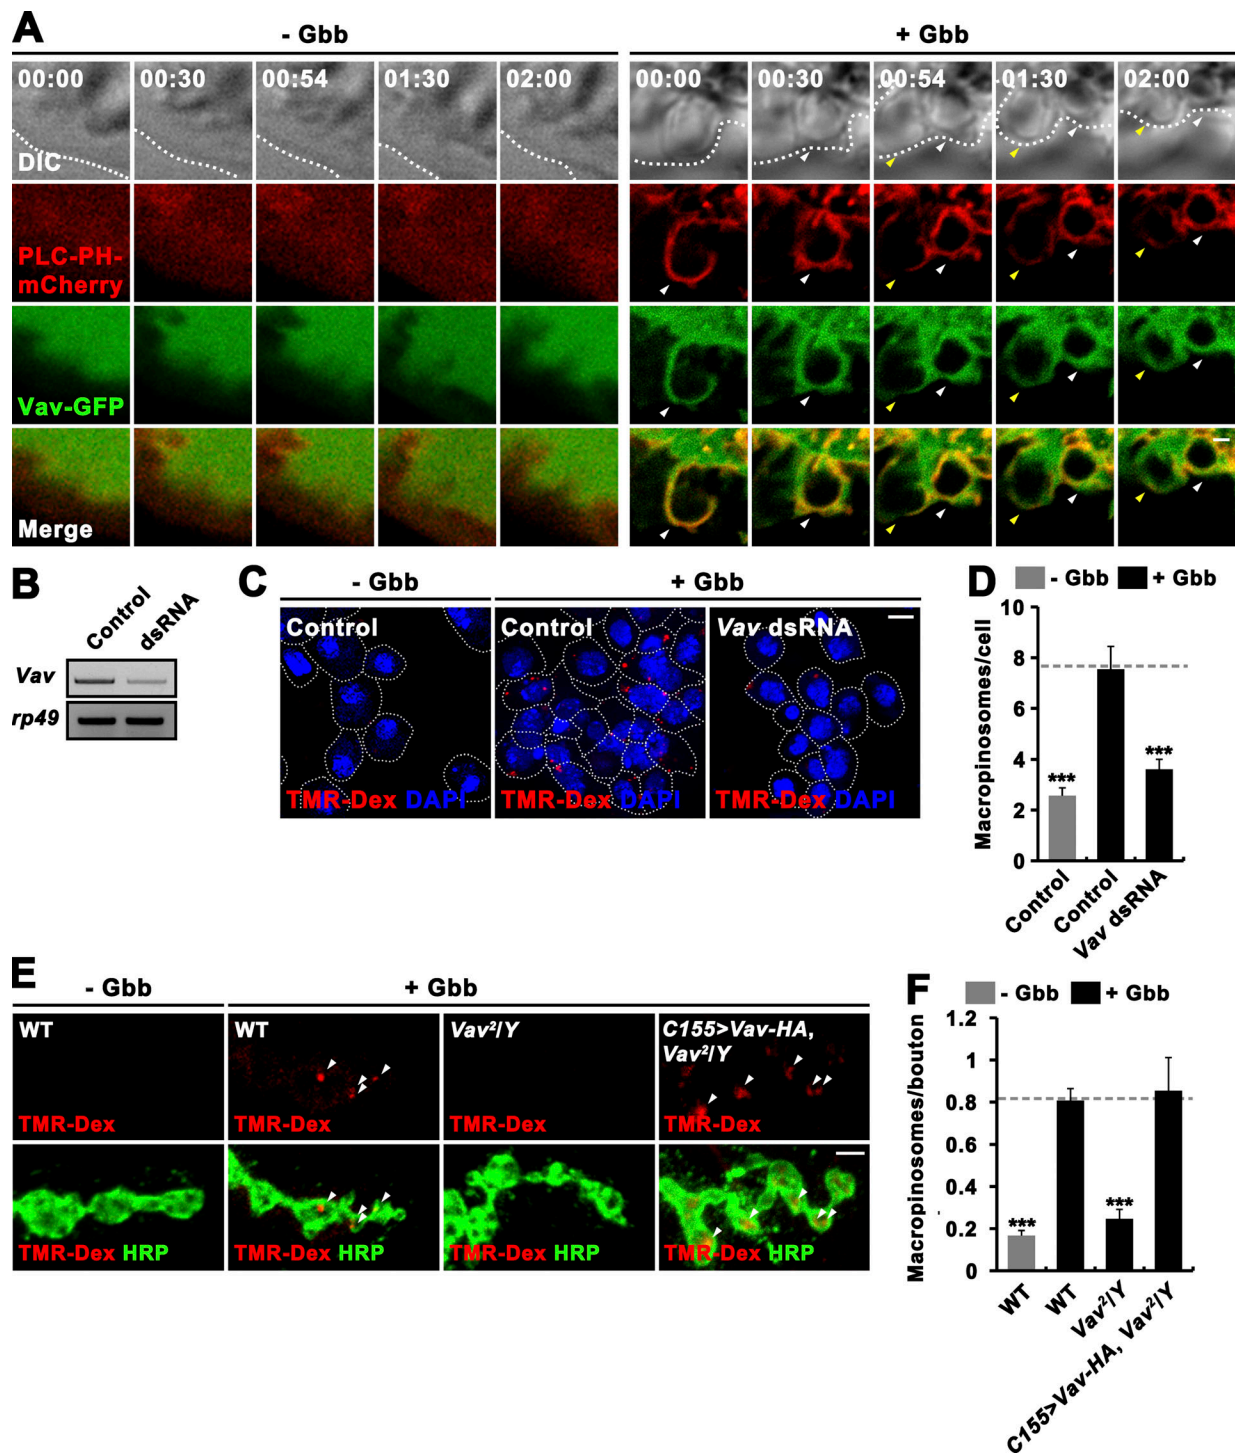 A
- Gbb
+ Gbb
00:00 00:30 00:54 01:30 02:00 00:00 00:30 00:54 01:30 02:00
DIC
PLC-PH-
mCherry
Vav-GFP
Merge
B
Control
dsRNA
Vav
rp49
C
- Gbb
+ Gbb
Control
Control
Vav dsRNA
TMR-Dex DAPI
TMR-Dex DAPI
TMR-Dex DAPI
D
- Gbb
+ Gbb
Macropinosomes/cell
10
8
6
4
2
0
***
***
Control
Control
Vav dsRNA
E
- Gbb
+ Gbb
WT
WT
Vav²/Y
C155>Vav-HA,
Vav²/Y
TMR-Dex
TMR-Dex
TMR-Dex
TMR-Dex
TMR-Dex HRP
TMR-Dex HRP
TMR-Dex HRP
TMR-Dex HRP
F
- Gbb
+ Gbb
Macropinosomes/bouton
1.2
1
0.8
0.6
0.4
0.2
0
***
***
WT
WT
Vav²/Y
C155>Vav-HA, Vav²/Y